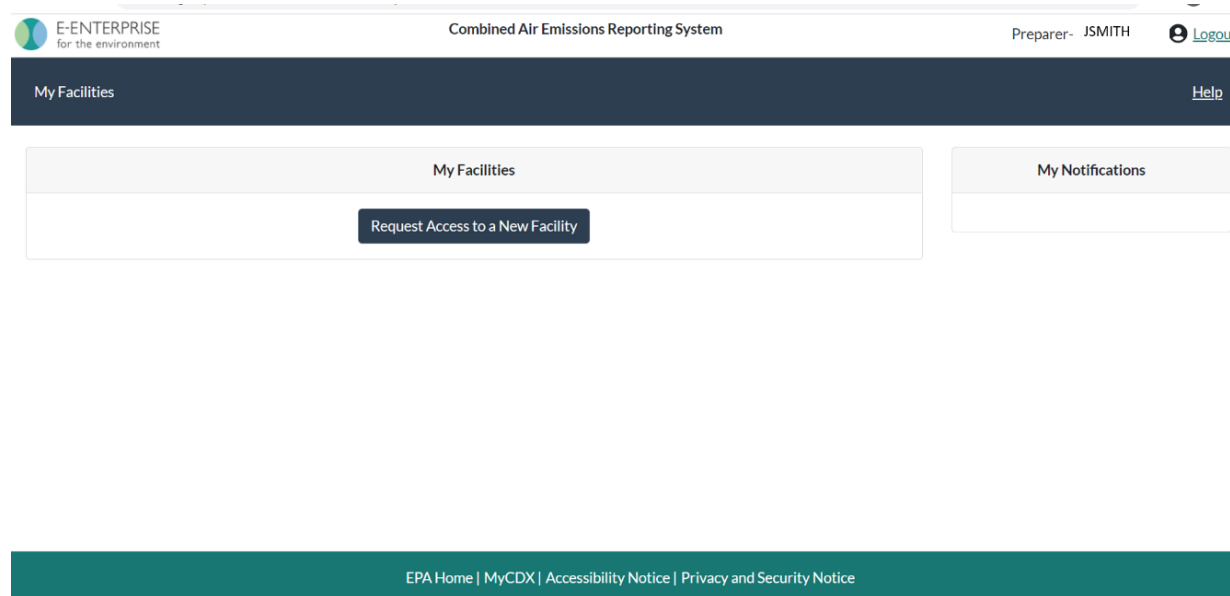 E-ENTERPRISE
for the environment
Combined Air Emissions Reporting System
Preparer- JSMITH
Logou
My Facilities
Help
My Facilities
My Notifications
Request Access to a New Facility
EPA Home | MyCDX | Accessibility Notice | Privacy and Security Notice